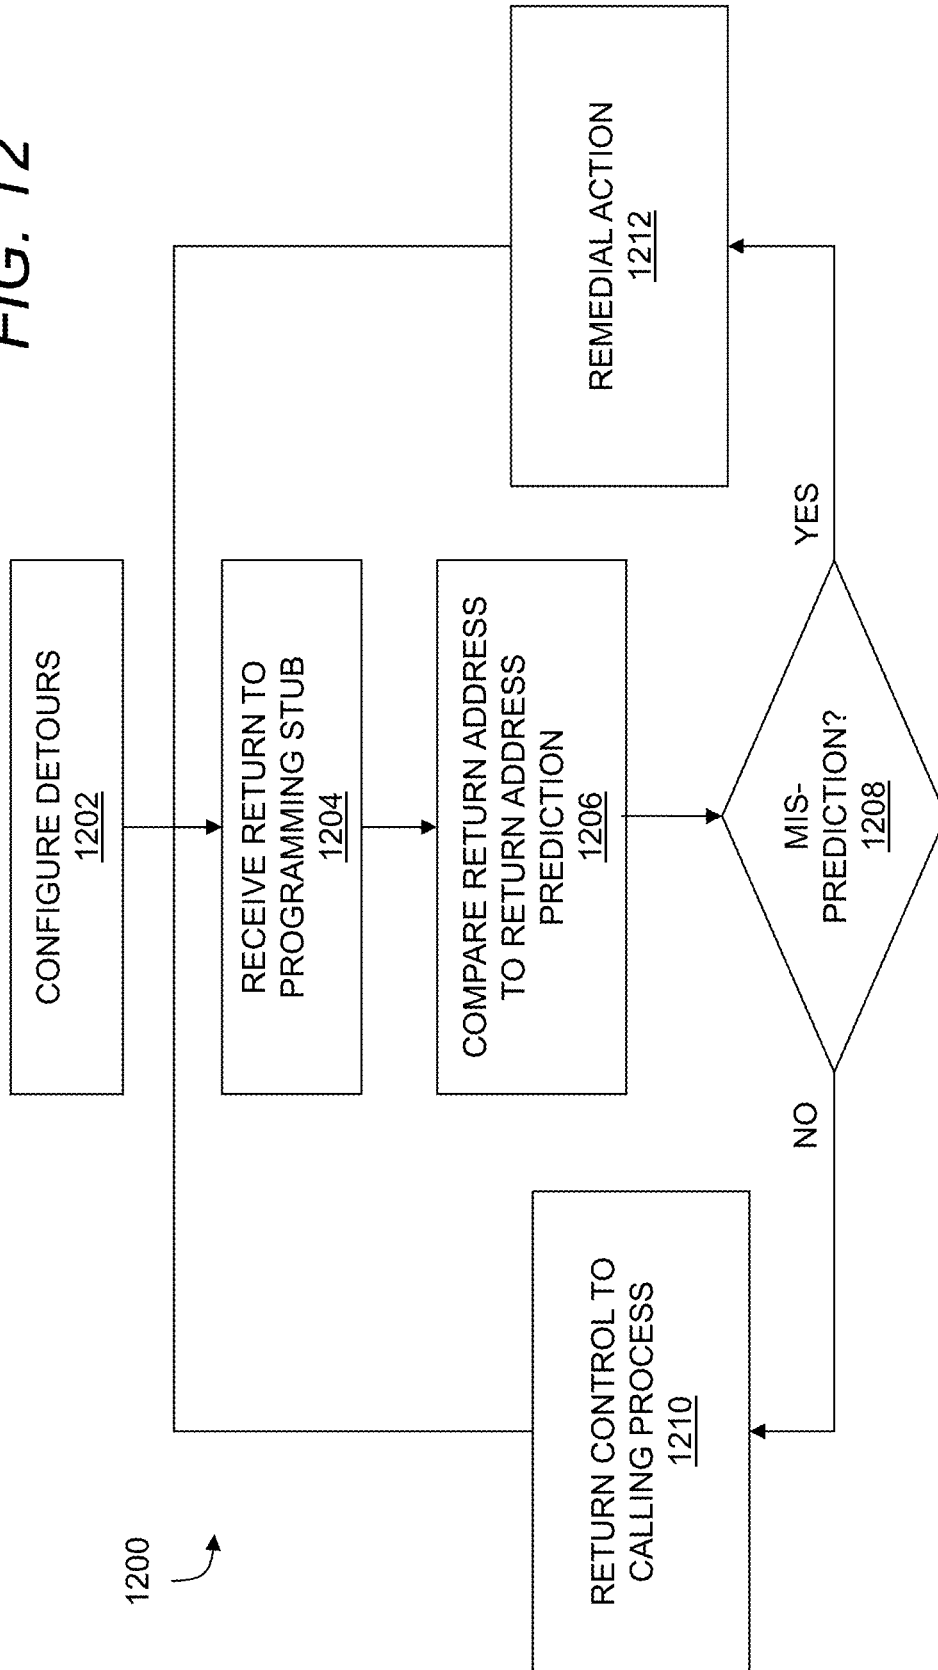 FIG. 12
1200
CONFIGURE DETOURS
1202
RECEIVE RETURN TO
PROGRAMMING STUB
1204
COMPARE RETURN ADDRESS
TO RETURN ADDRESS
PREDICTION
1206
MIS-
PREDICTION?
1208
NO
YES
RETURN CONTROL TO
CALLING PROCESS
1210
REMEDIAL ACTION
1212